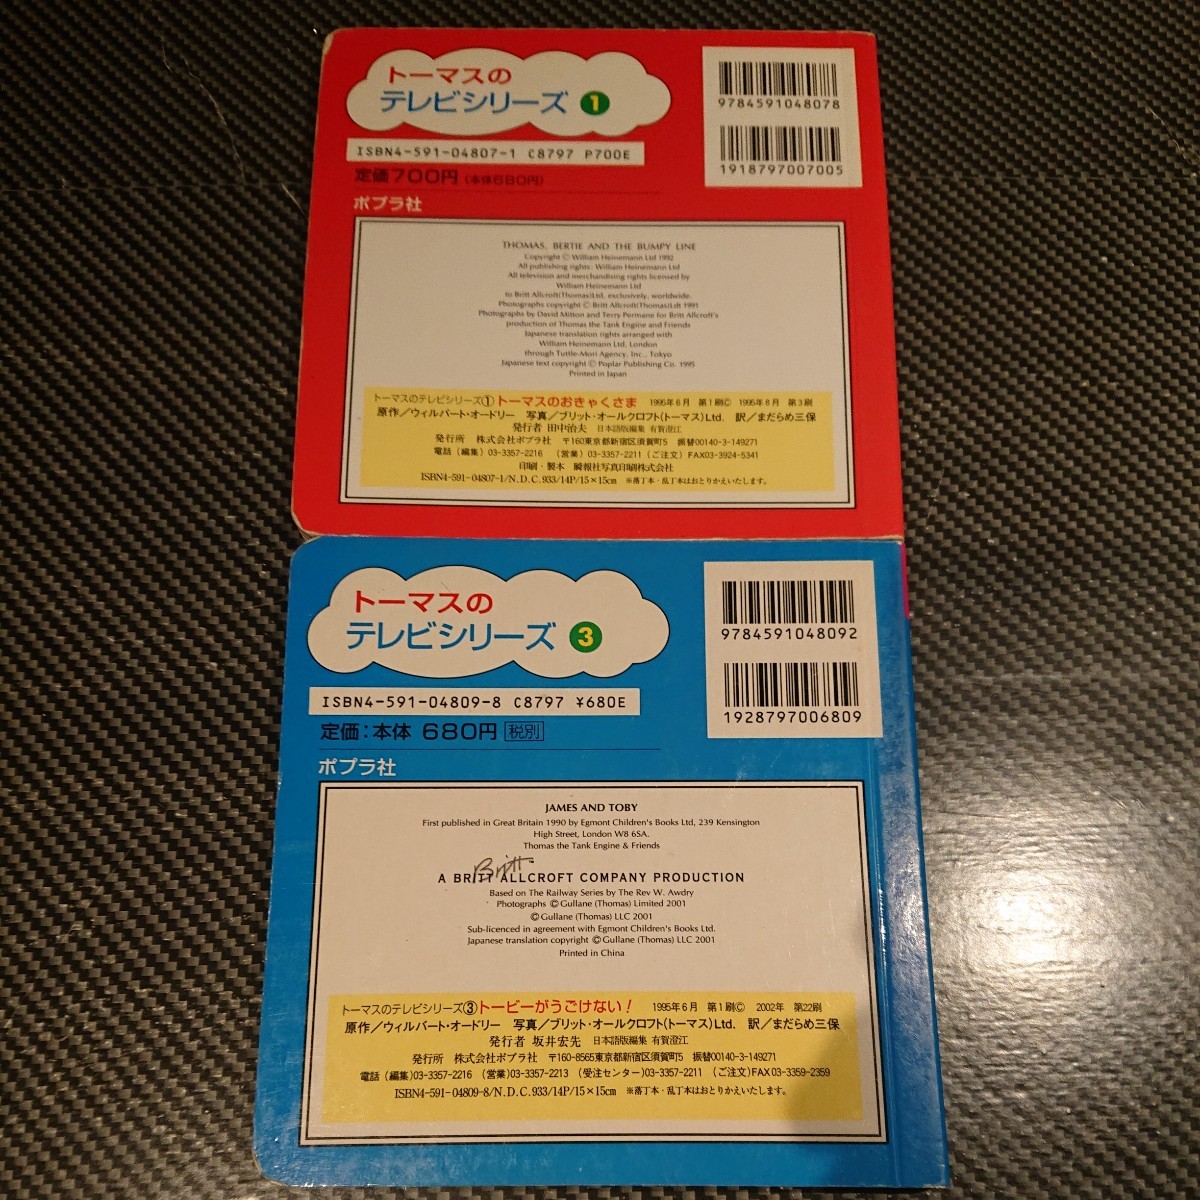 トーマスの
テレビシリーズ 1
9784591048078
1918797007005
ISBN4-591-04807-1 C8797 P700E
定価700円(本体680円)
ポプラ社
THOMAS, BERTIE AND THE BUMPY LINE
Copyright © William Heinemann Ltd 1992
All publishing rights: William Heinemann Ltd
All television and merchandising rights licensed by
William Heinemann Ltd
to Britt Allcroft(Thomas)Ltd, exclusively, worldwide.
Photographs copyright © Britt Allcroft(Thomas)Ldt 1991
Photographs by David Mitton and Terry Permane for Britt Allcroft's
production of Thomas the Tank Engine and Friends
Japanese translation rights arranged with
William Heinemann Ltd, London
through Tuttle-Mori Agency, Inc., Tokyo
Japanese text copyright © Poplar Publishing Co. 1995
Printed in Japan
トーマスのテレビシリーズ① トーマスのおきゃくさま 1995年6月 第1刷© 1995年8月 第3刷
原作/ウィルバート・オードリー 写真/ブリット・オールクロフト(トーマス)Ltd. 訳/まだらめ三保
発行者 田中治夫 日本語版編集 有賀澄江
発行所 株式会社ポプラ社 〒160東京都新宿区須賀町5 振替00140-3-149271
電話(編集)03-3357-2216 (営業)03-3357-2211(ご注文)FAX03-3924-5341
印刷・製本 瞬報社写真印刷株式会社
ISBN4-591-04807-1/N.D.C.933/14P/15×15cm ※落丁本・乱丁本はおとりかえいたします。
トーマスの
テレビシリーズ 3
9784591048092
1928797006809
ISBN4-591-04809-8 C8797 ¥680E
定価:本体 680円 税別
ポプラ社
JAMES AND TOBY
First published in Great Britain 1990 by Egmont Children's Books Ltd, 239 Kensington
High Street, London W8 6SA.
Thomas the Tank Engine & Friends
Britt
A BRITT ALLCROFT COMPANY PRODUCTION
Based on The Railway Series by The Rev W. Awdry
Photographs © Gullane (Thomas) Limited 2001
© Gullane (Thomas) LLC 2001
Sub-licenced in agreement with Egmont Children's Books Ltd.
Japanese translation copyright © Gullane (Thomas) LLC 2001
Printed in China
トーマスのテレビシリーズ③ トービーがうごけない! 1995年6月 第1刷© 2002年 第22刷
原作/ウィルバート・オードリー 写真/ブリット・オールクロフト(トーマス)Ltd. 訳/まだらめ三保
発行者 坂井宏先 日本語版編集 有賀澄江
発行所 株式会社ポプラ社 〒160-8565東京都新宿区須賀町5 振替00140-3-149271
電話(編集)03-3357-2216 (営業)03-3357-2213 (受注センター)03-3357-2211 (ご注文)FAX03-3359-2359
ISBN4-591-04809-8/N.D.C.933/14P/15×15cm ※落丁本・乱丁本はおとりかえいたします。